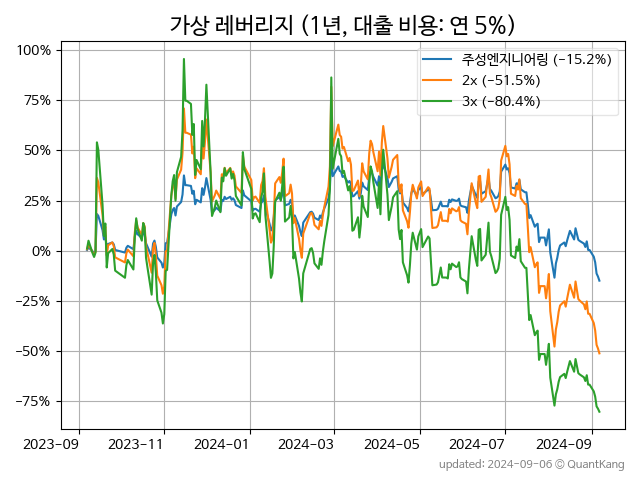 가상 레버리지 (1년, 대출 비용: 연 5%)
주성엔지니어링 (−15.2%)
2x (−51.5%)
3x (−80.4%)
100%
75%
50%
25%
0%
−25%
−50%
−75%
2023-09 2023-11 2024-01 2024-03 2024-05 2024-07 2024-09
updated: 2024-09-06 © QuantKang